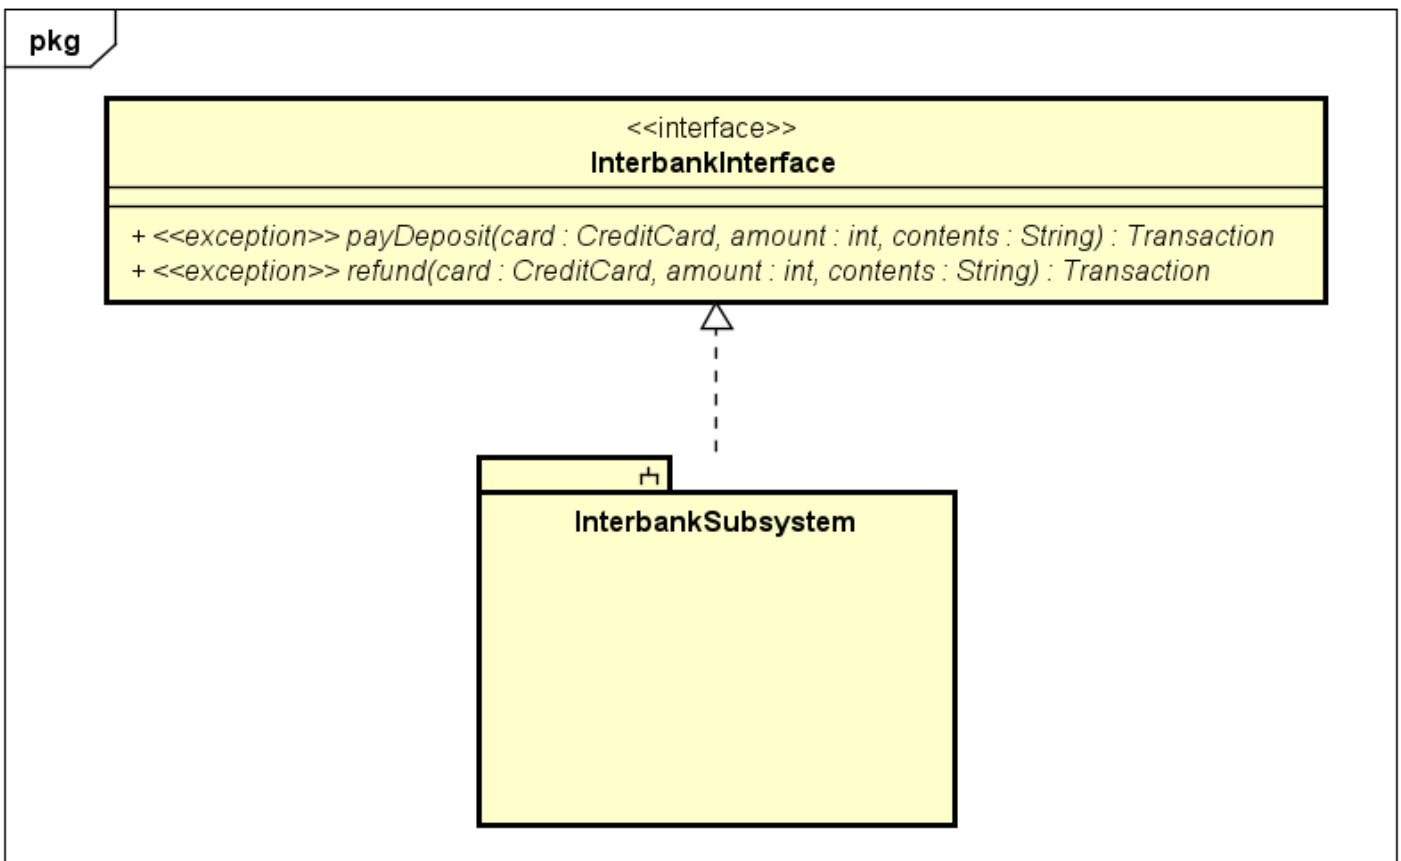 pkg
<<interface>>
InterbankInterface
+ <<exception>> payDeposit(card : CreditCard, amount : int, contents : String) : Transaction
+ <<exception>> refund(card : CreditCard, amount : int, contents : String) : Transaction
InterbankSubsystem